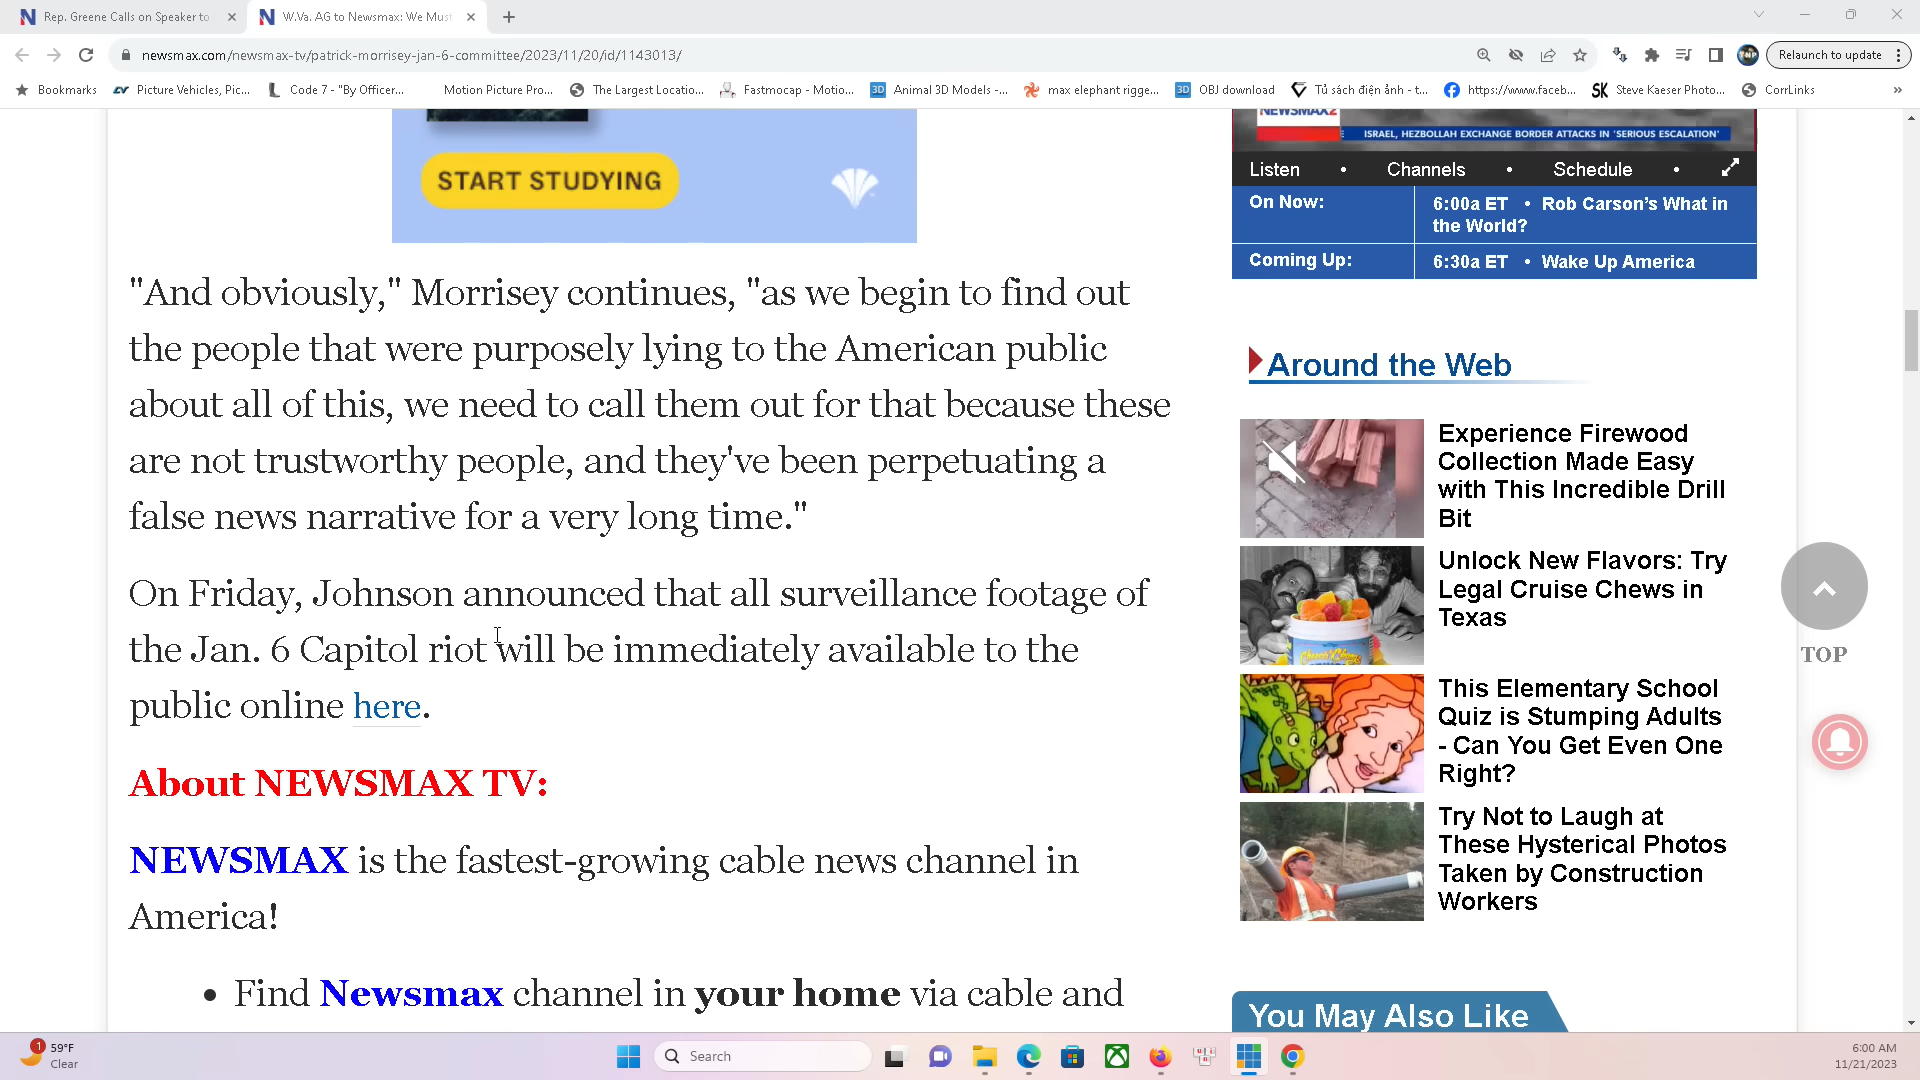 Rep. Greene Calls on Speaker to
W.Va. AG to Newsmax: We Must
newsmax.com/newsmax-tv/patrick-morrisey-jan-6-committee/2023/11/20/id/1143013/
Relaunch to update
Bookmarks
Picture Vehicles, Pic...
Code 7 - "By Officer...
Motion Picture Pro...
The Largest Locatio...
Fastmocap - Motio...
Animal 3D Models -...
max elephant rigge...
OBJ download
Tủ sách điện ảnh - t...
https://www.faceb...
Steve Kaeser Photo...
CorrLinks
START STUDYING
"And obviously," Morrisey continues, "as we begin to find out
the people that were purposely lying to the American public
about all of this, we need to call them out for that because these
are not trustworthy people, and they've been perpetuating a
false news narrative for a very long time."
On Friday, Johnson announced that all surveillance footage of
the Jan. 6 Capitol riot will be immediately available to the
public online here.
About NEWSMAX TV:
NEWSMAX is the fastest-growing cable news channel in
America!
• Find Newsmax channel in your home via cable and
NEWSMAX2
ISRAEL, HEZBOLLAH EXCHANGE BORDER ATTACKS IN 'SERIOUS ESCALATION'
Listen • Channels • Schedule •
On Now: 6:00a ET • Rob Carson's What in
the World?
Coming Up: 6:30a ET • Wake Up America
Around the Web
Experience Firewood
Collection Made Easy
with This Incredible Drill
Bit
Unlock New Flavors: Try
Legal Cruise Chews in
Texas
This Elementary School
Quiz is Stumping Adults
- Can You Get Even One
Right?
Try Not to Laugh at
These Hysterical Photos
Taken by Construction
Workers
You May Also Like
TOP
1
59°F
Clear
Search
6:00 AM
11/21/2023